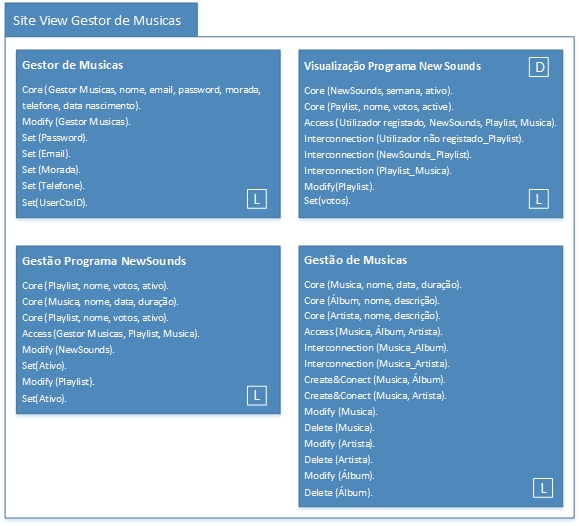 Site View Gestor de Musicas
Gestor de Musicas
Core (Gestor Musicas, nome, email, password, morada,
telefone, data nascimento).
Modify (Gestor Musicas).
Set (Password).
Set (Email).
Set (Morada).
Set (Telefone).
Set(UserCtxID).
L
Visualização Programa New Sounds
D
Core (NewSounds, semana, ativo).
Core (Paylist, nome, votos, active).
Access (Utilizador registado, NewSounds, Playlist, Musica).
Interconnection (Utilizador não registado_Playlist).
Interconnection (NewSounds_Playlist).
Interconnection (Playlist_Musica).
Modify(Playlist).
Set(votos).
L
Gestão Programa NewSounds
Core (Playlist, nome, votos, ativo).
Core (Musica, nome, data, duração).
Core (Playlist, nome, votos, ativo).
Access (Gestor Musicas, Playlist, Musica).
Modify (NewSounds).
Set(Ativo).
Modify (Playlist).
Set(Ativo).
L
Gestão de Musicas
Core (Musica, nome, data, duração).
Core (Álbum, nome, descrição).
Core (Artista, nome, descrição).
Access (Musica, Álbum, Artista).
Interconnection (Musica_Album).
Interconnection (Musica_Artista).
Create&Conect (Musica, Álbum).
Create&Conect (Musica, Artista).
Modify (Musica).
Delete (Musica).
Modify (Artista).
Delete (Artista).
Modify (Álbum).
Delete (Álbum).
L